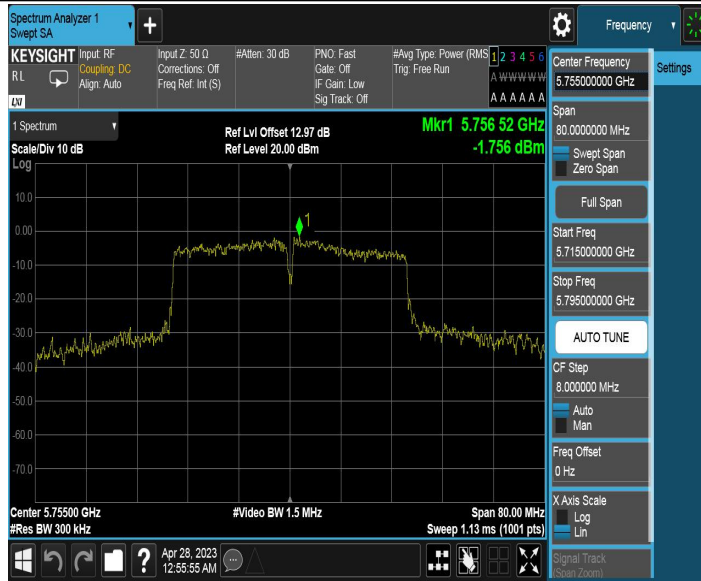 Spectrum Analyzer 1
Swept SA
Frequency
KEYSIGHT
RL
LXI
Input: RF
Coupling: DC
Align: Auto
Input Z: 50 Ω
Corrections: Off
Freq Ref: Int (S)
#Atten: 30 dB
PNO: Fast
Gate: Off
IF Gain: Low
Sig Track: Off
#Avg Type: Power (RMS
Trig: Free Run
1 2 3 4 5 6
A W W W W W
A A A A A A
1 Spectrum
Scale/Div 10 dB
Log
Ref Lvl Offset 12.97 dB
Ref Level 20.00 dBm
Mkr1 5.756 52 GHz
-1.756 dBm
10.0
0.00
-10.0
-20.0
-30.0
-40.0
-50.0
-60.0
-70.0
1
Center 5.75500 GHz
#Res BW 300 kHz
#Video BW 1.5 MHz
Span 80.00 MHz
Sweep 1.13 ms (1001 pts)
Apr 28, 2023
12:55:55 AM
Center Frequency
5.755000000 GHz
Span
80.0000000 MHz
Swept Span
Zero Span
Full Span
Start Freq
5.715000000 GHz
Stop Freq
5.795000000 GHz
AUTO TUNE
CF Step
8.000000 MHz
Auto
Man
Freq Offset
0 Hz
X Axis Scale
Log
Lin
Signal Track
(Span Zoom)
Settings